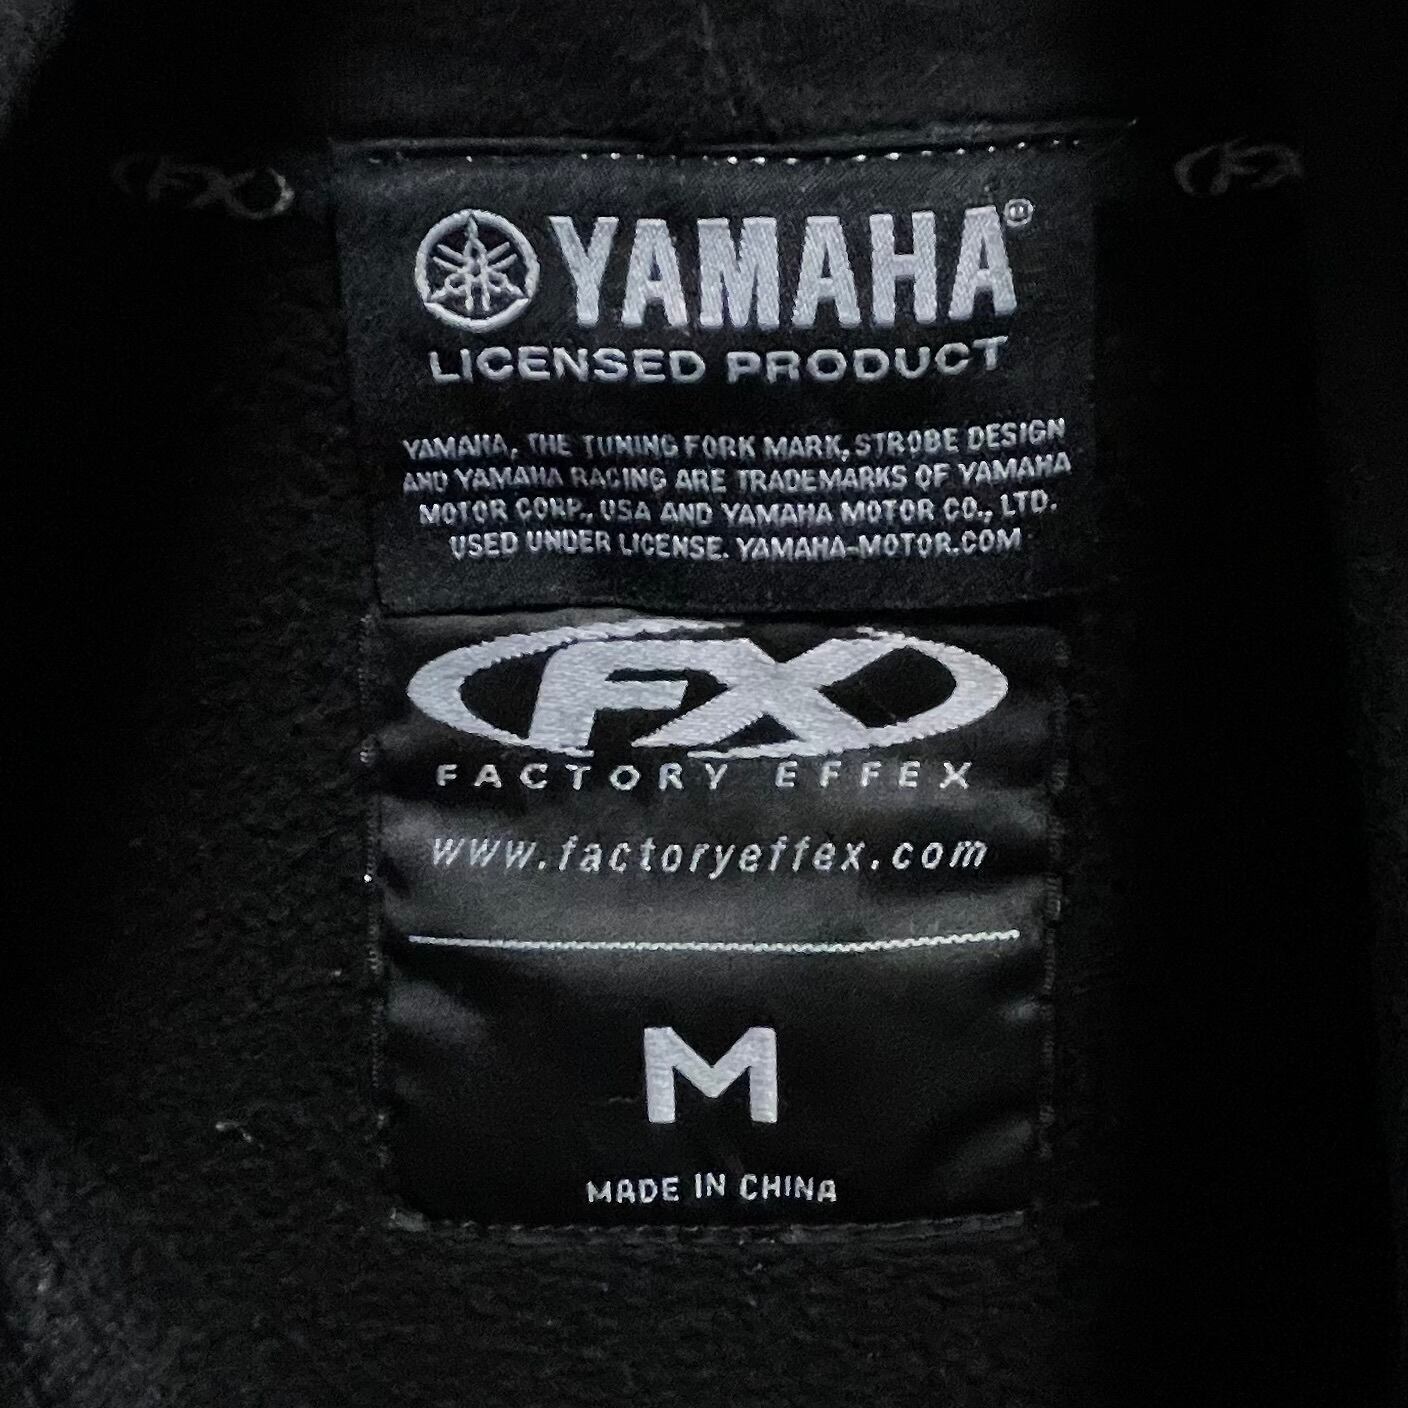 YAMAHA®
LICENSED PRODUCT
YAMAHA, THE TUNING FORK MARK, STROBE DESIGN
AND YAMAHA RACING ARE TRADEMARKS OF YAMAHA
MOTOR CORP., USA AND YAMAHA MOTOR CO., LTD.
USED UNDER LICENSE. YAMAHA-MOTOR.COM
FX
FX
FX
FACTORY EFFEX
www.factoryeffex.com
M
MADE IN CHINA